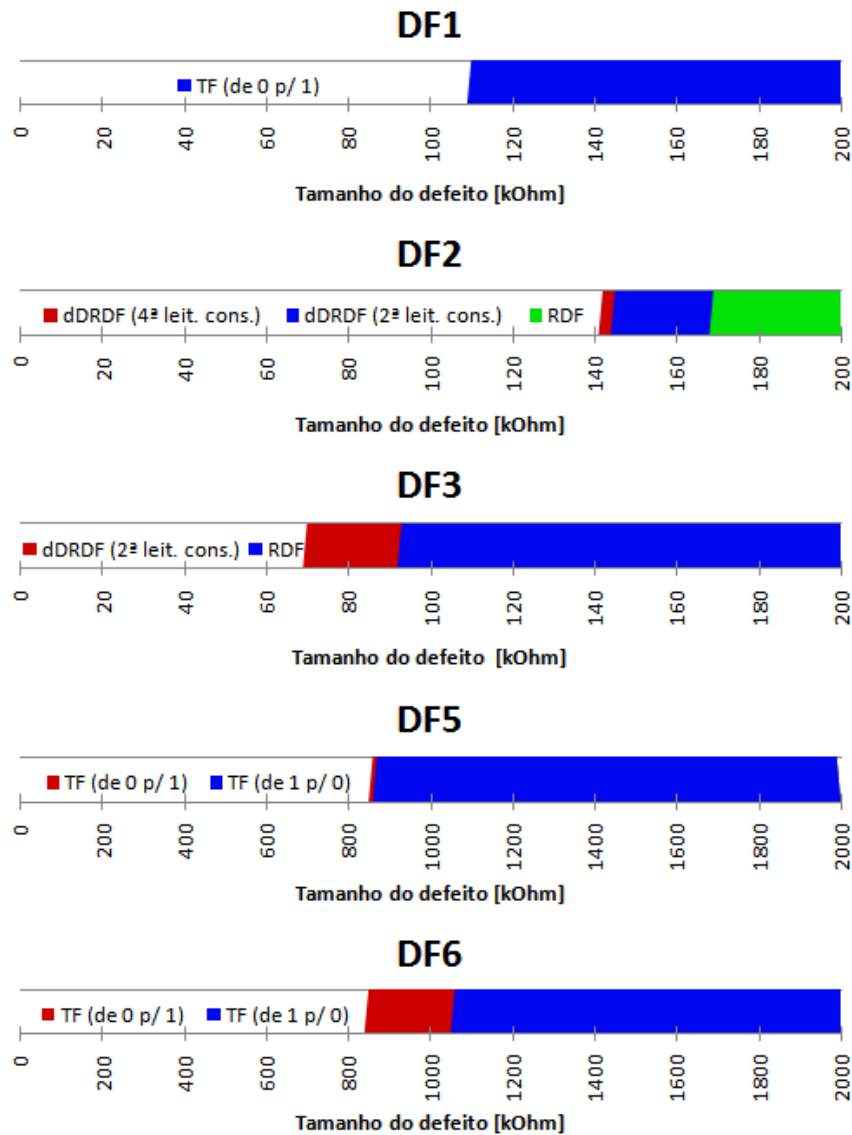 DF1
TF (de 0 p/ 1)
0 20 40 60 80 100 120 140 160 180 200
Tamanho do defeito [kOhm]
DF2
dDRDF (4ª leit. cons.) dDRDF (2ª leit. cons.) RDF
0 20 40 60 80 100 120 140 160 180 200
Tamanho do defeito [kOhm]
DF3
dDRDF (2ª leit. cons.) RDF
0 20 40 60 80 100 120 140 160 180 200
Tamanho do defeito [kOhm]
DF5
TF (de 0 p/ 1) TF (de 1 p/ 0)
0 200 400 600 800 1000 1200 1400 1600 1800 2000
Tamanho do defeito [kOhm]
DF6
TF (de 0 p/ 1) TF (de 1 p/ 0)
0 200 400 600 800 1000 1200 1400 1600 1800 2000
Tamanho do defeito [kOhm]